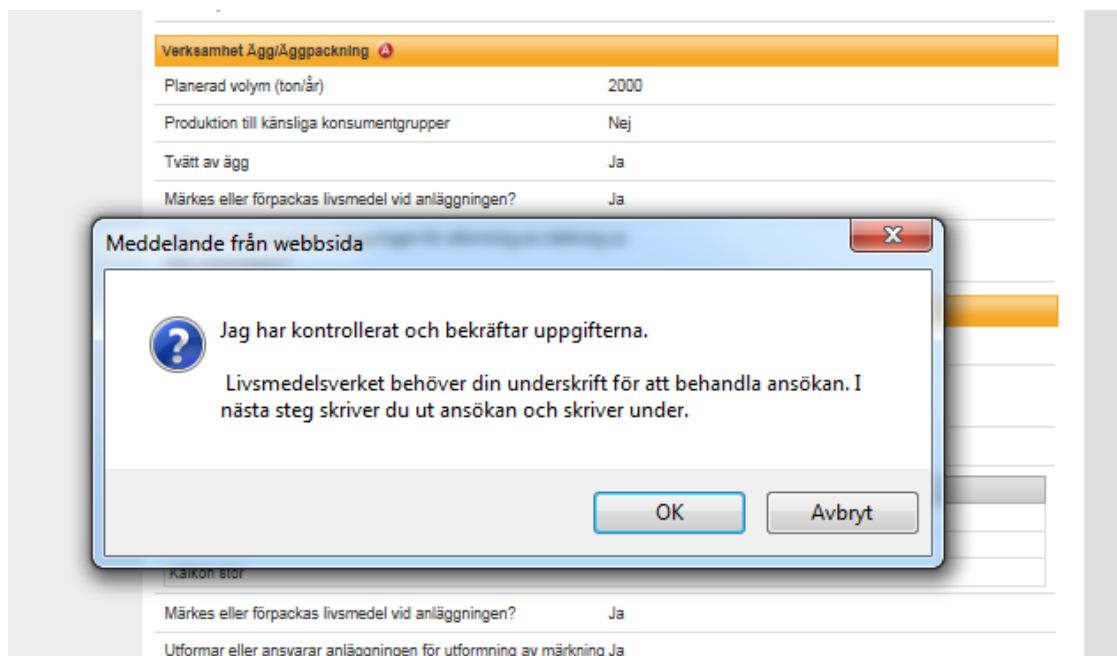 Verksamhet Ägg/Äggpackning A
Planerad volym (ton/år) 2000
Produktion till känsliga konsumentgrupper Nej
Tvätt av ägg Ja
Märkes eller förpackas livsmedel vid anläggningen? Ja
Meddelande från webbsida
Jag har kontrollerat och bekräftar uppgifterna.
Livsmedelsverket behöver din underskrift för att behandla ansökan. I
nästa steg skriver du ut ansökan och skriver under.
OK Avbryt
Kalkon stor
Märkes eller förpackas livsmedel vid anläggningen? Ja
Utformar eller ansvarar anläggningen för utformning av märkning Ja